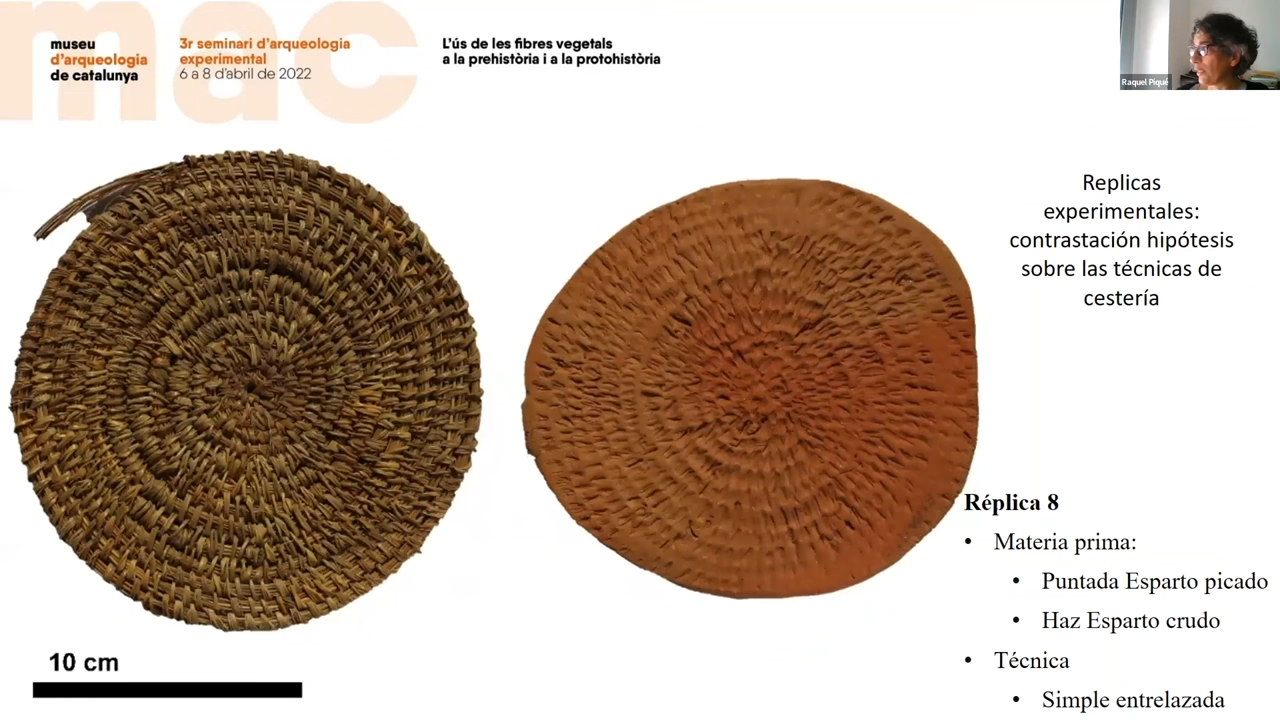 museu
d'arqueologia
de catalunya
3r seminari d'arqueologia
experimental
6 a 8 d'abril de 2022
L'ús de les fibres vegetals
a la prehistòria i a la protohistòria
mac
Raquel Piqué
Replicas
experimentales:
contrastación hipótesis
sobre las técnicas de
cestería
Réplica 8
• Materia prima:
• Puntada Esparto picado
• Haz Esparto crudo
• Técnica
• Simple entrelazada
10 cm